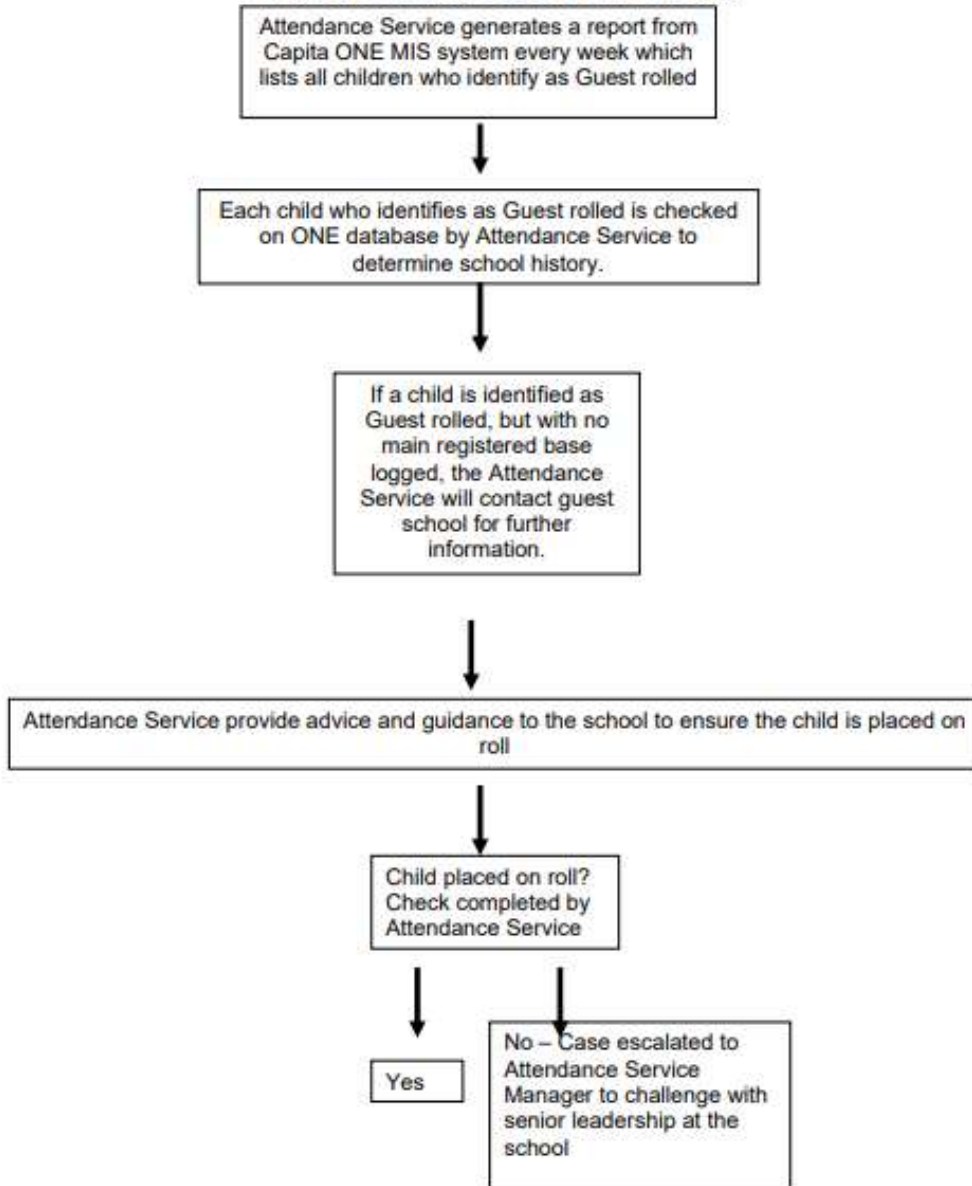 Attendance Service generates a report from
Capita ONE MIS system every week which
lists all children who identify as Guest rolled
Each child who identifies as Guest rolled is checked
on ONE database by Attendance Service to
determine school history.
If a child is identified as
Guest rolled, but with no
main registered base
logged, the Attendance
Service will contact guest
school for further
information.
Attendance Service provide advice and guidance to the school to ensure the child is placed on
roll
Child placed on roll?
Check completed by
Attendance Service
Yes
No – Case escalated to
Attendance Service
Manager to challenge with
senior leadership at the
school